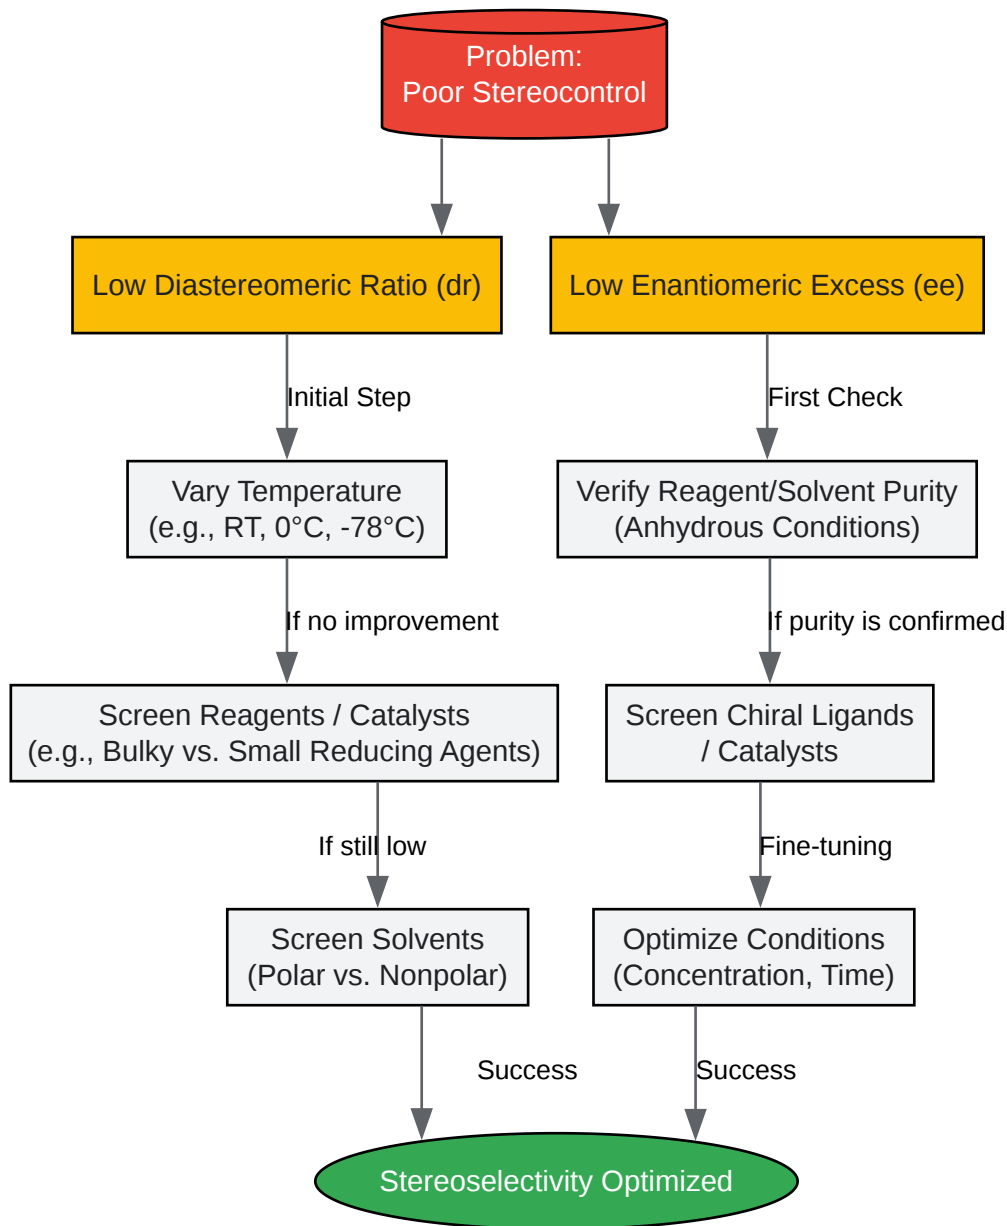 Problem:
Poor Stereocontrol
Low Diastereomeric Ratio (dr)
Low Enantiomeric Excess (ee)
Initial Step
First Check
Vary Temperature
(e.g., RT, 0°C, -78°C)
Verify Reagent/Solvent Purity
(Anhydrous Conditions)
If no improvement
If purity is confirmed
Screen Reagents / Catalysts
(e.g., Bulky vs. Small Reducing Agents)
Screen Chiral Ligands
/ Catalysts
If still low
Fine-tuning
Screen Solvents
(Polar vs. Nonpolar)
Optimize Conditions
(Concentration, Time)
Success
Success
Stereoselectivity Optimized